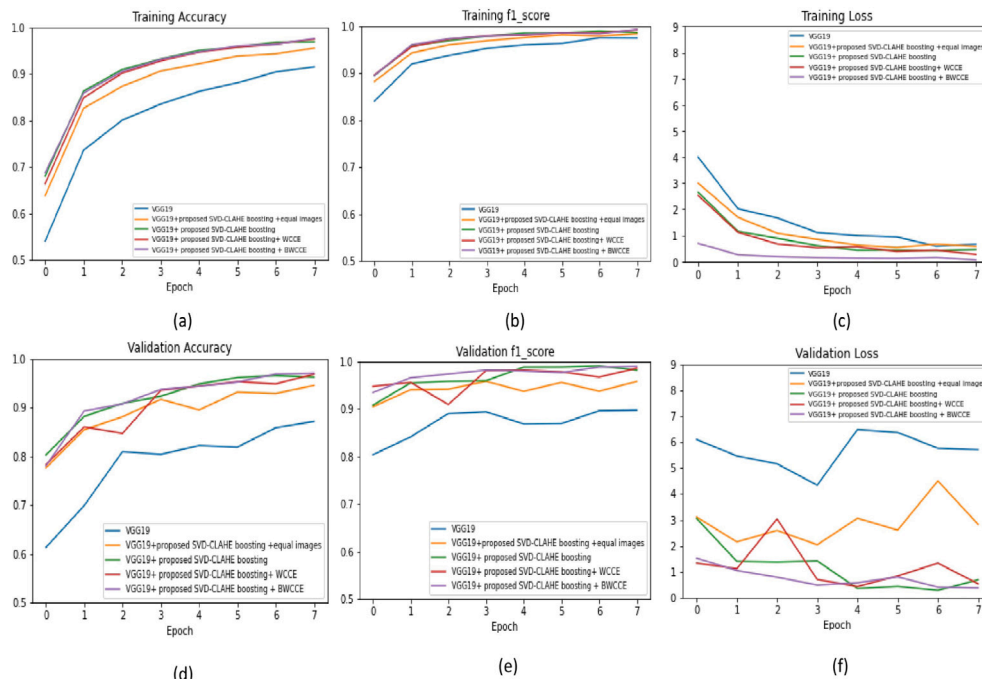 Training Accuracy
1.0
0.9
0.8
0.7
0.6
0.5
VGG19
VGG19+proposed SVD-CLAHE boosting +equal images
VGG19+ proposed SVD-CLAHE boosting
VGG19+ proposed SVD-CLAHE boosting+ WCCE
VGG19+ proposed SVD-CLAHE boosting + BWCCE
0 1 2 3 4 5 6 7
Epoch
(a)
Training f1_score
1.0
0.9
0.8
0.7
0.6
0.5
VGG19
VGG19+proposed SVD-CLAHE boosting +equal images
VGG19+ proposed SVD-CLAHE boosting
VGG19+ proposed SVD-CLAHE boosting+ WCCE
VGG19+ proposed SVD-CLAHE boosting + BWCCE
0 1 2 3 4 5 6 7
Epoch
(b)
Training Loss
9
8
7
6
5
4
3
2
1
0
VGG19
VGG19+proposed SVD-CLAHE boosting +equal images
VGG19+ proposed SVD-CLAHE boosting
VGG19+ proposed SVD-CLAHE boosting+ WCCE
VGG19+ proposed SVD-CLAHE boosting + BWCCE
0 1 2 3 4 5 6 7
Epoch
(c)
Validation Accuracy
1.0
0.9
0.8
0.7
0.6
0.5
VGG19
VGG19+proposed SVD-CLAHE boosting +equal images
VGG19+ proposed SVD-CLAHE boosting
VGG19+ proposed SVD-CLAHE boosting+ WCCE
VGG19+ proposed SVD-CLAHE boosting + BWCCE
0 1 2 3 4 5 6 7
Epoch
(d)
Validation f1_score
1.0
0.9
0.8
0.7
0.6
0.5
VGG19
VGG19+proposed SVD-CLAHE boosting +equal images
VGG19+ proposed SVD-CLAHE boosting
VGG19+ proposed SVD-CLAHE boosting+ WCCE
VGG19+ proposed SVD-CLAHE boosting + BWCCE
0 1 2 3 4 5 6 7
Epoch
(e)
Validation Loss
9
8
7
6
5
4
3
2
1
0
VGG19
VGG19+proposed SVD-CLAHE boosting +equal images
VGG19+ proposed SVD-CLAHE boosting
VGG19+ proposed SVD-CLAHE boosting+ WCCE
VGG19+ proposed SVD-CLAHE boosting + BWCCE
0 1 2 3 4 5 6 7
Epoch
(f)